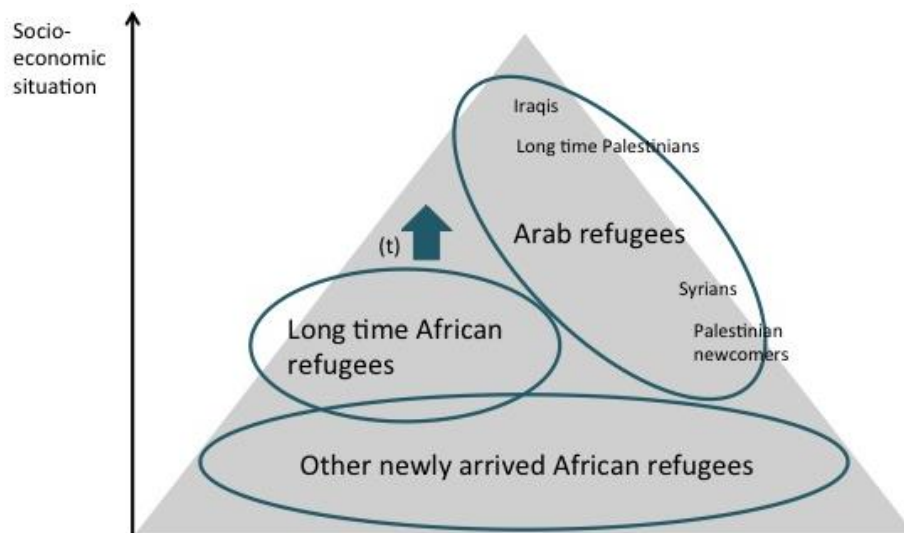 Socio-
economic
situation
Iraqis
Long time Palestinians
Arab refugees
(t)
Syrians
Long time African
refugees
Palestinian
newcomers
Other newly arrived African refugees